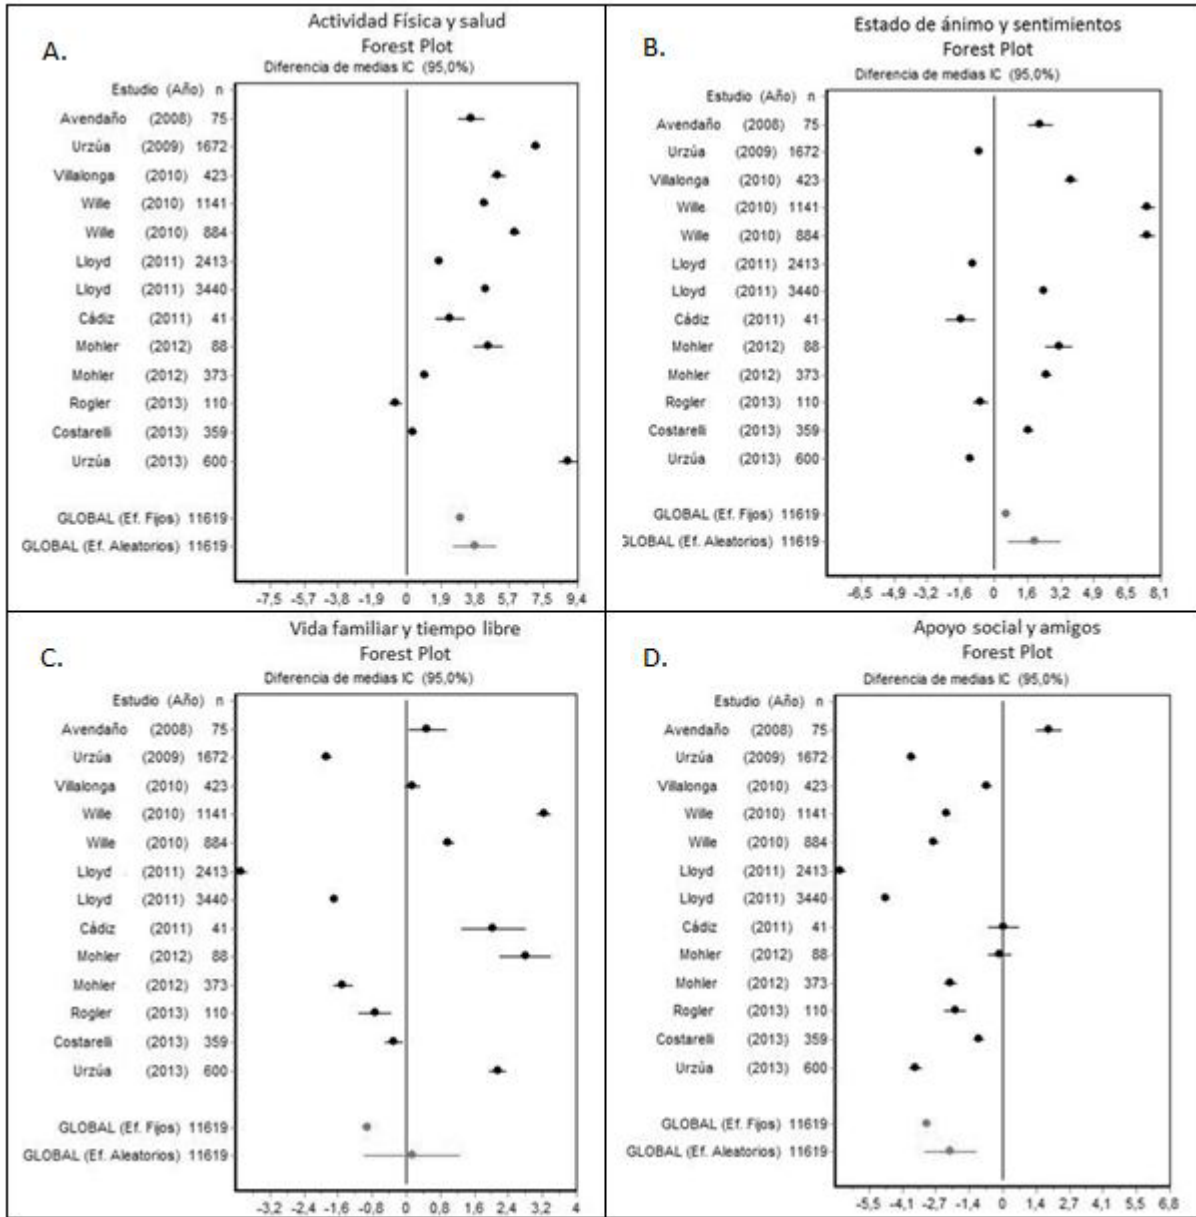 A.
Actividad Física y salud
Forest Plot
Diferencia de medias IC (95,0%)
Estudio (Año) n
Avendaño (2008) 75
Urzúa (2009) 1672
Villalonga (2010) 423
Wille (2010) 1141
Wille (2010) 884
Lloyd (2011) 2413
Lloyd (2011) 3440
Cádiz (2011) 41
Mohler (2012) 88
Mohler (2012) 373
Rogler (2013) 110
Costarelli (2013) 359
Urzúa (2013) 600
GLOBAL (Ef. Fijos) 11619
GLOBAL (Ef. Aleatorios) 11619
-7,5 -5,7 -3,8 -1,9 0 1,9 3,8 5,7 7,5 9,4
B.
Estado de ánimo y sentimientos
Forest Plot
Diferencia de medias IC (95,0%)
Estudio (Año) n
Avendaño (2008) 75
Urzúa (2009) 1672
Villalonga (2010) 423
Wille (2010) 1141
Wille (2010) 884
Lloyd (2011) 2413
Lloyd (2011) 3440
Cádiz (2011) 41
Mohler (2012) 88
Mohler (2012) 373
Rogler (2013) 110
Costarelli (2013) 359
Urzúa (2013) 600
GLOBAL (Ef. Fijos) 11619
GLOBAL (Ef. Aleatorios) 11619
-6,5 -4,9 -3,2 -1,6 0 1,6 3,2 4,9 6,5 8,1
C.
Vida familiar y tiempo libre
Forest Plot
Diferencia de medias IC (95,0%)
Estudio (Año) n
Avendaño (2008) 75
Urzúa (2009) 1672
Villalonga (2010) 423
Wille (2010) 1141
Wille (2010) 884
Lloyd (2011) 2413
Lloyd (2011) 3440
Cádiz (2011) 41
Mohler (2012) 88
Mohler (2012) 373
Rogler (2013) 110
Costarelli (2013) 359
Urzúa (2013) 600
GLOBAL (Ef. Fijos) 11619
GLOBAL (Ef. Aleatorios) 11619
-3,2 -2,4 -1,6 -0,8 0 0,8 1,6 2,4 3,2 4
D.
Apoyo social y amigos
Forest Plot
Diferencia de medias IC (95,0%)
Estudio (Año) n
Avendaño (2008) 75
Urzúa (2009) 1672
Villalonga (2010) 423
Wille (2010) 1141
Wille (2010) 884
Lloyd (2011) 2413
Lloyd (2011) 3440
Cádiz (2011) 41
Mohler (2012) 88
Mohler (2012) 373
Rogler (2013) 110
Costarelli (2013) 359
Urzúa (2013) 600
GLOBAL (Ef. Fijos) 11619
GLOBAL (Ef. Aleatorios) 11619
-5,5 -4,1 -2,7 -1,4 0 1,4 2,7 4,1 5,5 6,8